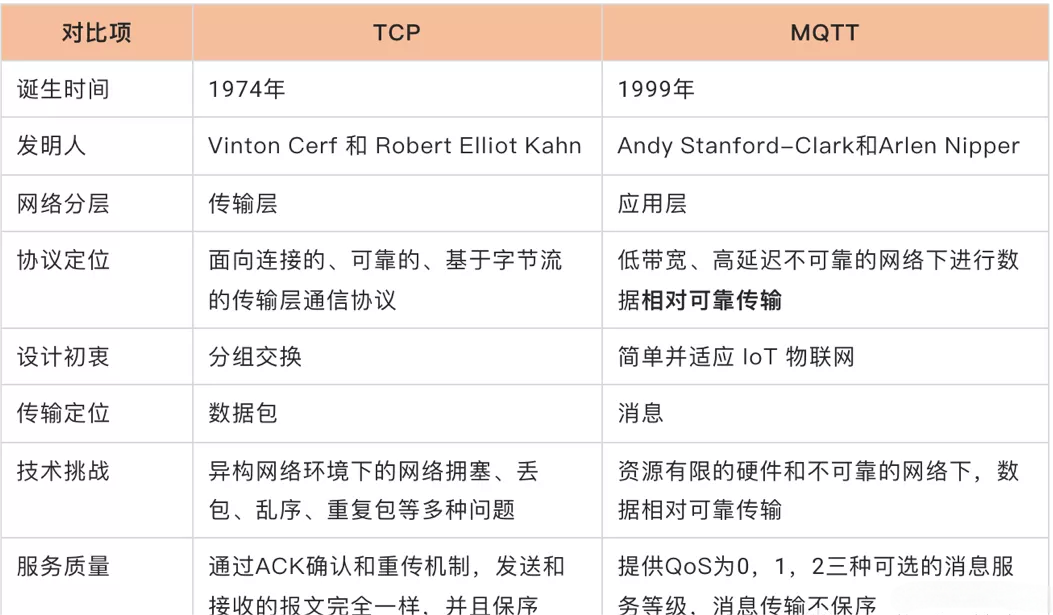 对比项 TCP MQTT
诞生时间 1974年 1999年
发明人 Vinton Cerf 和 Robert Elliot Kahn Andy Stanford-Clark和Arlen Nipper
网络分层 传输层 应用层
协议定位 面向连接的、可靠的、基于字节流 低带宽、高延迟不可靠的网络下进行数
的传输层通信协议 据相对可靠传输
设计初衷 分组交换 简单并适应 IoT 物联网
传输定位 数据包 消息
技术挑战 异构网络环境下的网络拥塞、丢 资源有限的硬件和不可靠的网络下，数
包、乱序、重复包等多种问题 据相对可靠传输
服务质量 通过ACK确认和重传机制，发送和 提供QoS为0，1，2三种可选的消息服
接收的报文完全一样，并且保序 务等级，消息传输不保序